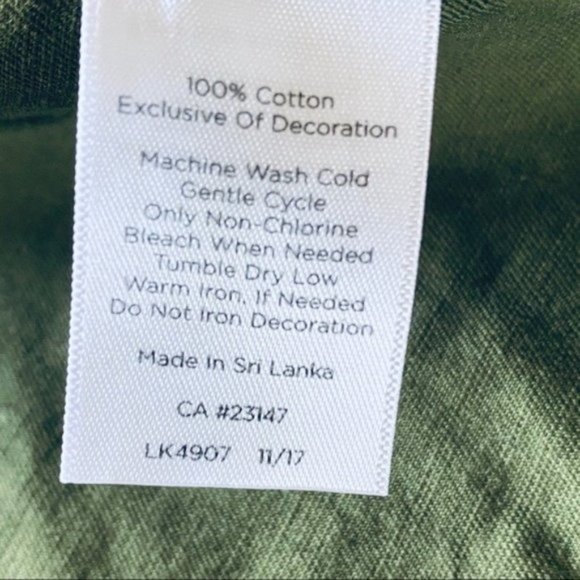 100% Cotton
Exclusive Of Decoration
Machine Wash Cold
Gentle Cycle
Only Non-Chlorine
Bleach When Needed
Tumble Dry Low
Warm Iron, If Needed
Do Not Iron Decoration
Made In Sri Lanka
CA #23147
LK4907 11/17